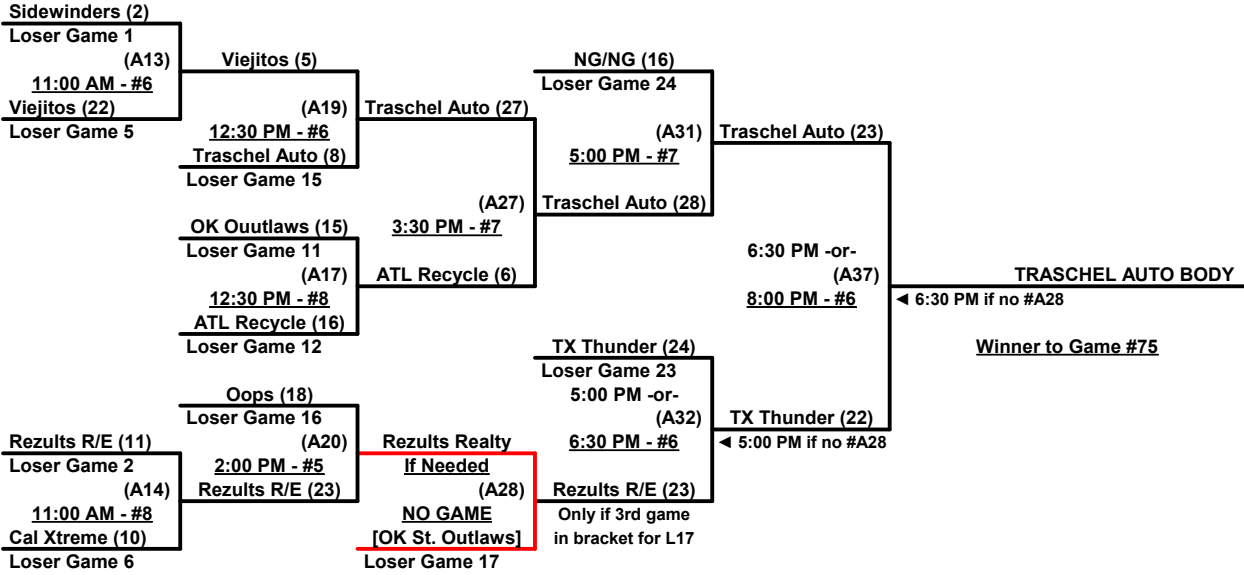 Sidewinders (2)
Loser Game 1
(A13)
11:00 AM - #6
Viejitos (22)
Loser Game 5
Viejitos (5)
(A19)
12:30 PM - #6
Traschel Auto (8)
Loser Game 15
Traschel Auto (27)
OK Ouutlaws (15)
Loser Game 11
(A17)
12:30 PM - #8
ATL Recycle (16)
Loser Game 12
(A27)
3:30 PM - #7
ATL Recycle (6)
NG/NG (16)
Loser Game 24
(A31)
5:00 PM - #7
Traschel Auto (28)
Traschel Auto (23)
Oops (18)
Loser Game 16
(A20)
2:00 PM - #5
Rezults R/E (23)
Rezults R/E (11)
Loser Game 2
(A14)
11:00 AM - #8
Cal Xtreme (10)
Loser Game 6
Rezults Realty
If Needed
(A28)
NO GAME
[OK St. Outlaws]
Loser Game 17
TX Thunder (24)
Loser Game 23
5:00 PM -or-
(A32)
6:30 PM - #6
Rezults R/E (23)
Only if 3rd game
in bracket for L17
TX Thunder (22)
◄ 5:00 PM if no #A28
6:30 PM -or-
(A37)
8:00 PM - #6
TRASCHEL AUTO BODY
◄ 6:30 PM if no #A28
Winner to Game #75